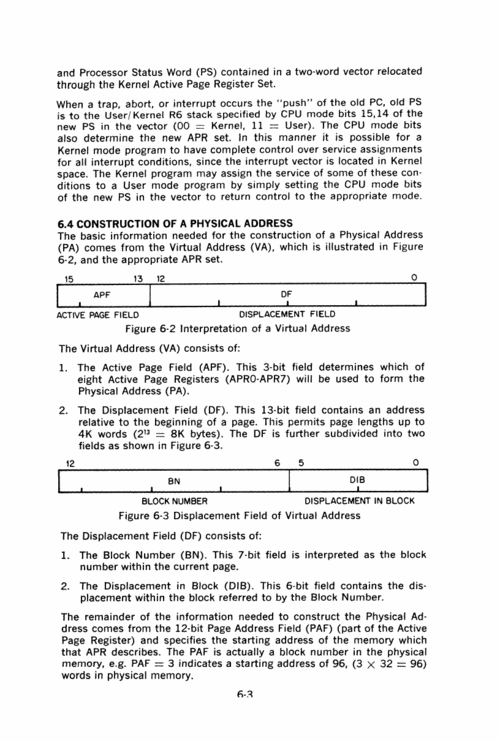 and Processor Status Word (PS) contained in a two-word vector relocated
through the Kernel Active Page Register Set.
When a trap, abort, or interrupt occurs the "push" of the old PC, old PS
is to the User/Kernel R6 stack specified by CPU mode bits 15,14 of the
new PS in the vector (00 = Kernel, 11 = User). The CPU mode bits
also determine the new APR set. In this manner it is possible for a
Kernel mode program to have complete control over service assignments
for all interrupt conditions, since the interrupt vector is located in Kernel
space. The Kernel program may assign the service of some of these con-
ditions to a User mode program by simply setting the CPU mode bits
of the new PS in the vector to return control to the appropriate mode.
6.4 CONSTRUCTION OF A PHYSICAL ADDRESS
The basic information needed for the construction of a Physical Address
(PA) comes from the Virtual Address (VA), which is illustrated in Figure
6-2, and the appropriate APR set.
15 13 12 0
APF DF
ACTIVE PAGE FIELD DISPLACEMENT FIELD
Figure 6-2 Interpretation of a Virtual Address
The Virtual Address (VA) consists of:
1. The Active Page Field (APF). This 3-bit field determines which of
eight Active Page Registers (APR0-APR7) will be used to form the
Physical Address (PA).
2. The Displacement Field (DF). This 13-bit field contains an address
relative to the beginning of a page. This permits page lengths up to
4K words (2¹³ = 8K bytes). The DF is further subdivided into two
fields as shown in Figure 6-3.
12 6 5 0
BN DIB
BLOCK NUMBER DISPLACEMENT IN BLOCK
Figure 6-3 Displacement Field of Virtual Address
The Displacement Field (DF) consists of:
1. The Block Number (BN). This 7-bit field is interpreted as the block
number within the current page.
2. The Displacement in Block (DIB). This 6-bit field contains the dis-
placement within the block referred to by the Block Number.
The remainder of the information needed to construct the Physical Ad-
dress comes from the 12-bit Page Address Field (PAF) (part of the Active
Page Register) and specifies the starting address of the memory which
that APR describes. The PAF is actually a block number in the physical
memory, e.g. PAF = 3 indicates a starting address of 96, (3 × 32 = 96)
words in physical memory.
6-3